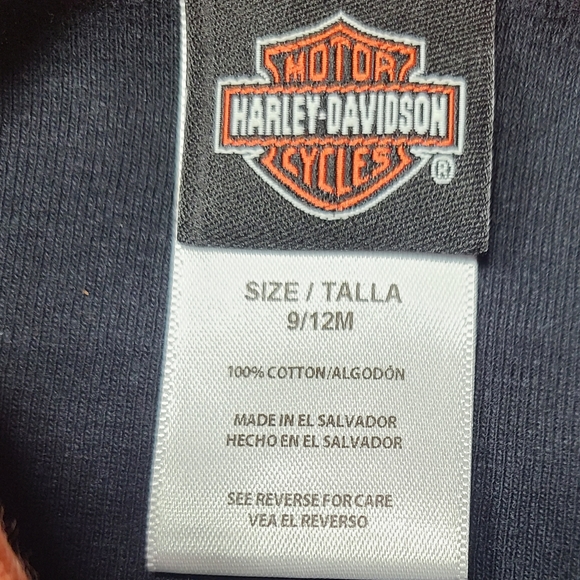 MOTOR
HARLEY-DAVIDSON
CYCLES
®
SIZE / TALLA
9/12M
100% COTTON/ALGODÓN
MADE IN EL SALVADOR
HECHO EN EL SALVADOR
SEE REVERSE FOR CARE
VEA EL REVERSO